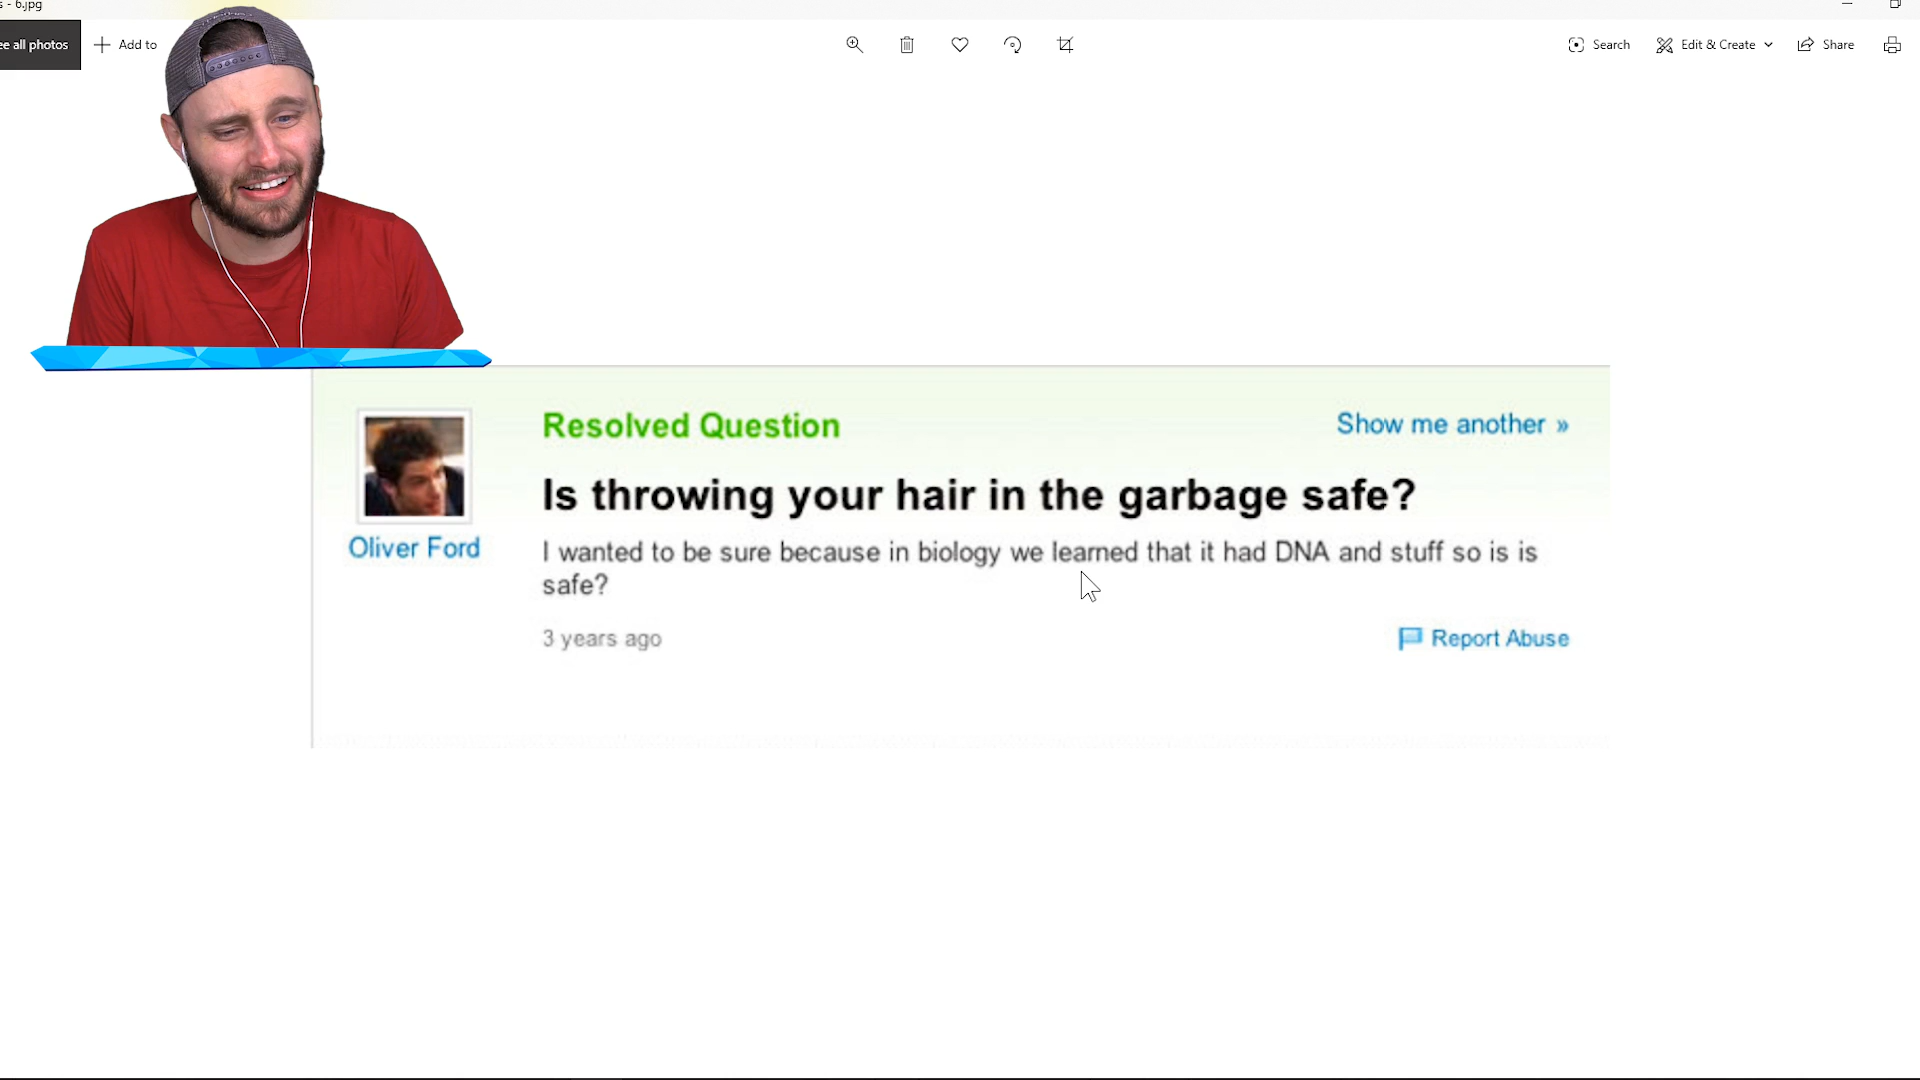 s - 6.jpg
ee all photos
Add to
Search
Edit & Create
Share
Resolved Question
Show me another »
Is throwing your hair in the garbage safe?
Oliver Ford
I wanted to be sure because in biology we learned that it had DNA and stuff so is is
safe?
3 years ago
Report Abuse